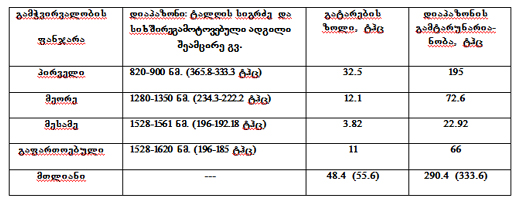 გამჭვირვალობის ფანჯარა
დიაპაზონი: ტალღის სიგრძე და სიხშირეგამოტოვებული ადგილი შეამცირე გვ.
გატარების ზოლი, ტჰც
დიაპაზონის გამტარუნარია-ნობა, ტჰც
პირველი 820-900 ნმ. (365.8-333.3 ტჰც) 32.5 195
მეორე 1280-1350 ნმ. (234.3-222.2 ტჰც) 12.1 72.6
მესამე 1528-1561 ნმ. (196-192.18 ტჰც) 3.82 22.92
გაფართოებული 1528-1620 ნმ. (196-185 ტჰც) 11 66
მთლიანი --- 48.4 (55.6) 290.4 (333.6)